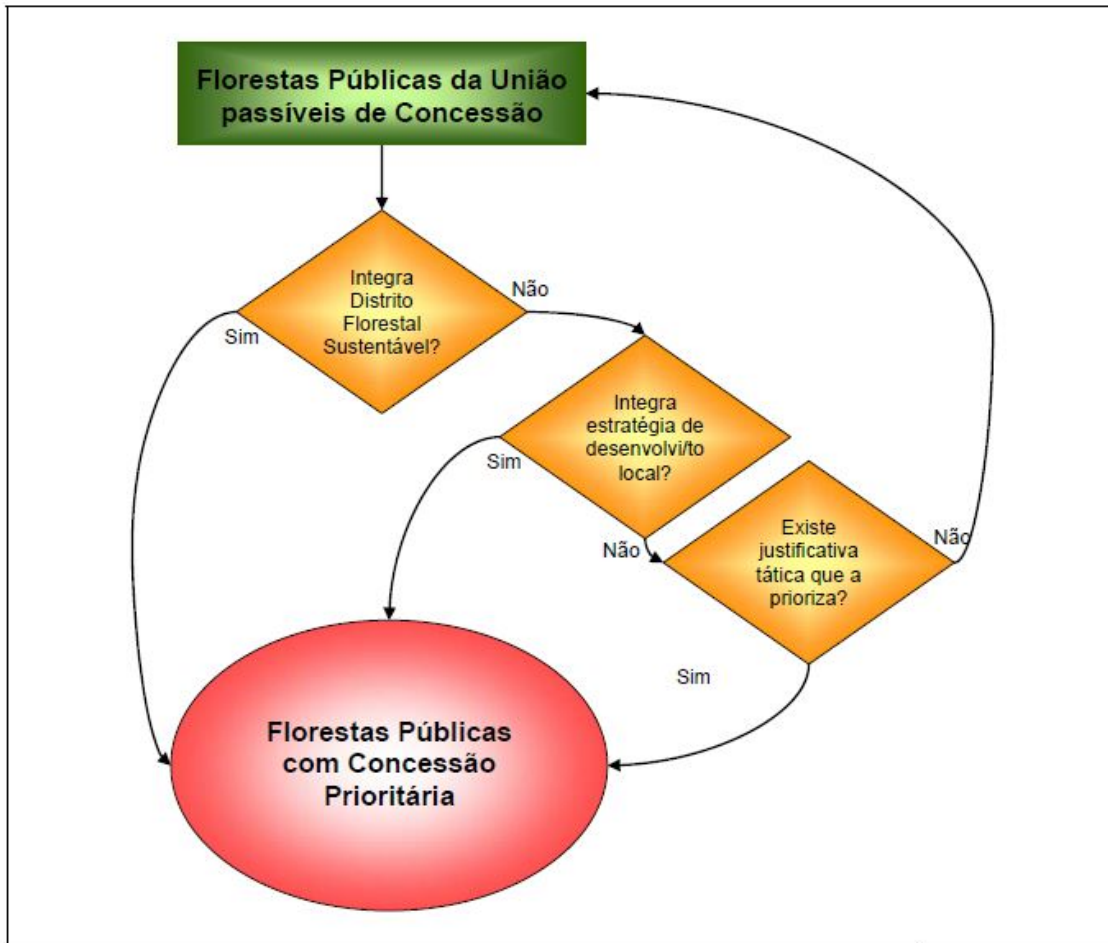 Florestas Públicas da União
passíveis de Concessão
Integra
Distrito
Florestal
Sustentável?
Não
Sim
Integra
estratégia de
desenvolvi/to
local?
Sim
Não
Existe
justificativa
tática que a
prioriza?
Não
Sim
Florestas Públicas
com Concessão
Prioritária